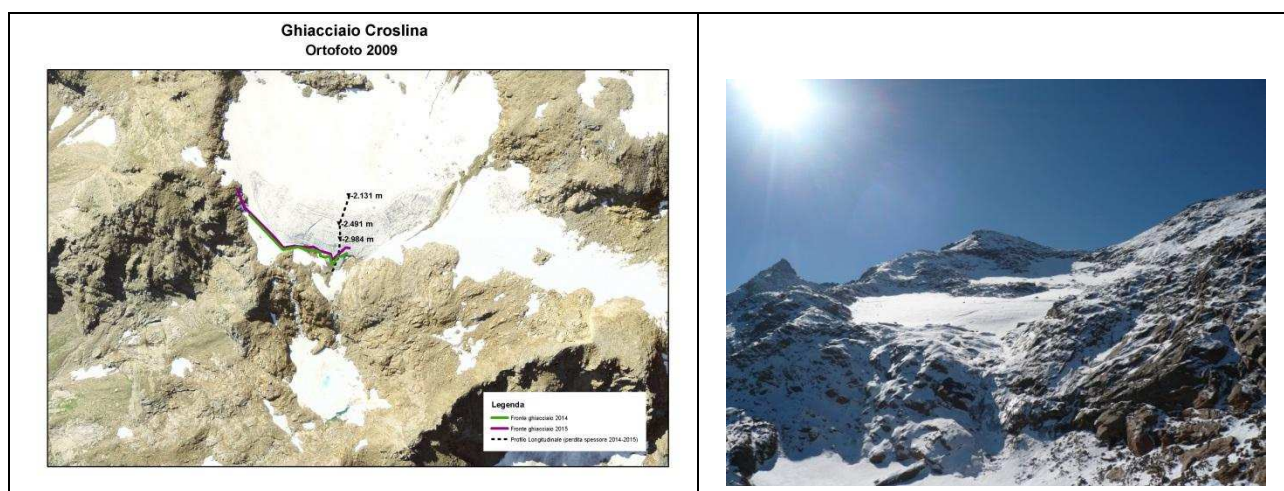 Ghiacciaio Croslina
Ortofoto 2009
-2.131 m
-2.491 m
-2.984 m
Legenda
Fronte ghiacciaio 2014
Fronte ghiacciaio 2015
Profilo Longitudinale (perdita spessore 2014-2015)